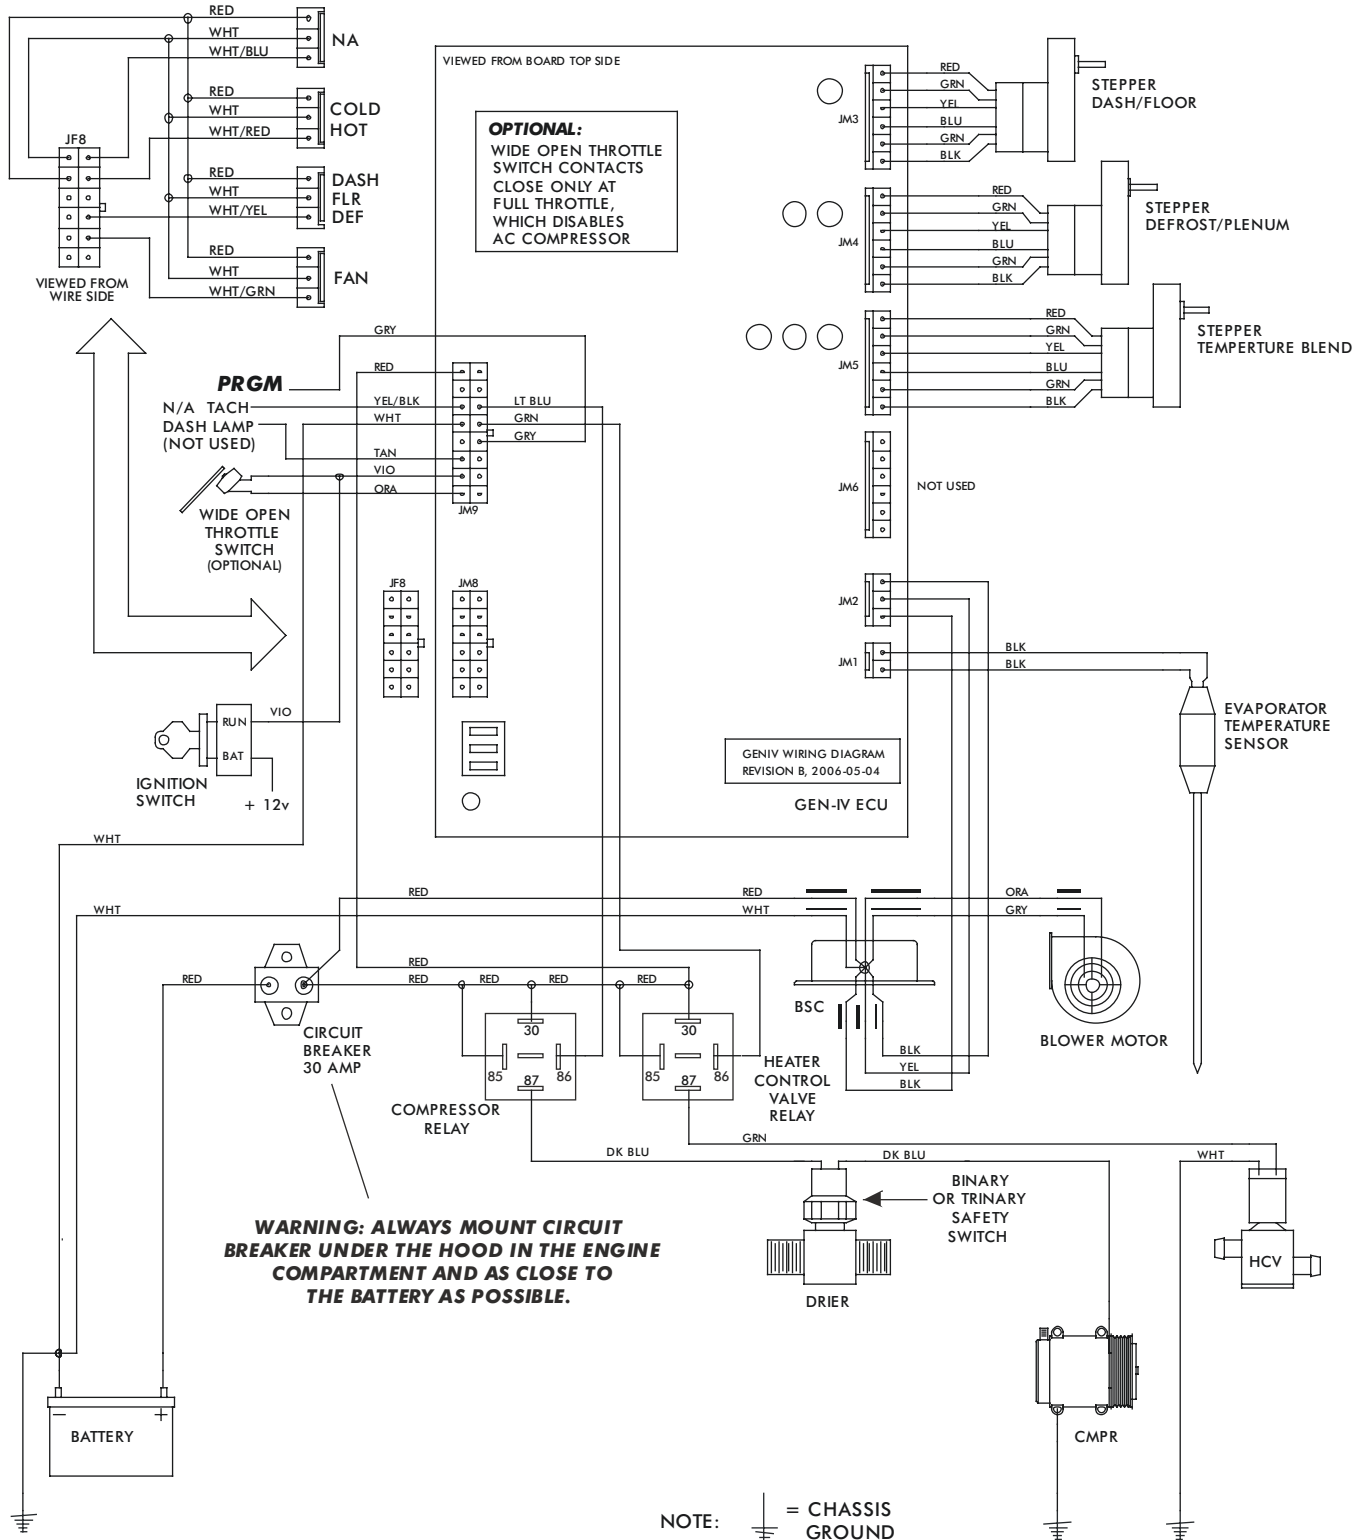 RED
WHT
WHT/BLU
NA
RED
WHT
WHT/RED
COLD
HOT
RED
WHT
WHT/YEL
DASH
FLR
DEF
RED
WHT
WHT/GRN
FAN
JF8
VIEWED FROM
WIRE SIDE
VIEWED FROM BOARD TOP SIDE
OPTIONAL:
WIDE OPEN THROTTLE
SWITCH CONTACTS
CLOSE ONLY AT
FULL THROTTLE,
WHICH DISABLES
AC COMPRESSOR
JM3
RED
GRN
YEL
BLU
GRN
BLK
STEPPER
DASH/FLOOR
JM4
RED
GRN
YEL
BLU
GRN
BLK
STEPPER
DEFROST/PLENUM
JM5
RED
GRN
YEL
BLU
GRN
BLK
STEPPER
TEMPERTURE BLEND
GRY
RED
PRGM
N/A TACH
YEL/BLK
LT BLU
DASH LAMP
(NOT USED)
WHT
GRN
GRY
TAN
VIO
ORA
JM9
WIDE OPEN
THROTTLE
SWITCH
(OPTIONAL)
JM6
NOT USED
JF8
JM8
JM2
JM1
BLK
BLK
EVAPORATOR
TEMPERATURE
SENSOR
RUN
BAT
VIO
IGNITION
SWITCH
+ 12v
GENIV WIRING DIAGRAM
REVISION B, 2006-05-04
GEN-IV ECU
WHT
RED
RED
ORA
WHT
WHT
GRY
RED
RED
RED
RED
RED
RED
BSC
BLOWER MOTOR
CIRCUIT
BREAKER
30 AMP
30
85
87
86
COMPRESSOR
RELAY
30
85
87
86
HEATER
CONTROL
VALVE
RELAY
BLK
YEL
BLK
GRN
DK BLU
DK BLU
WHT
BINARY
OR TRINARY
SAFETY
SWITCH
HCV
DRIER
WARNING: ALWAYS MOUNT CIRCUIT
BREAKER UNDER THE HOOD IN THE ENGINE
COMPARTMENT AND AS CLOSE TO
THE BATTERY AS POSSIBLE.
CMPR
− +
BATTERY
NOTE:
= CHASSIS
GROUND